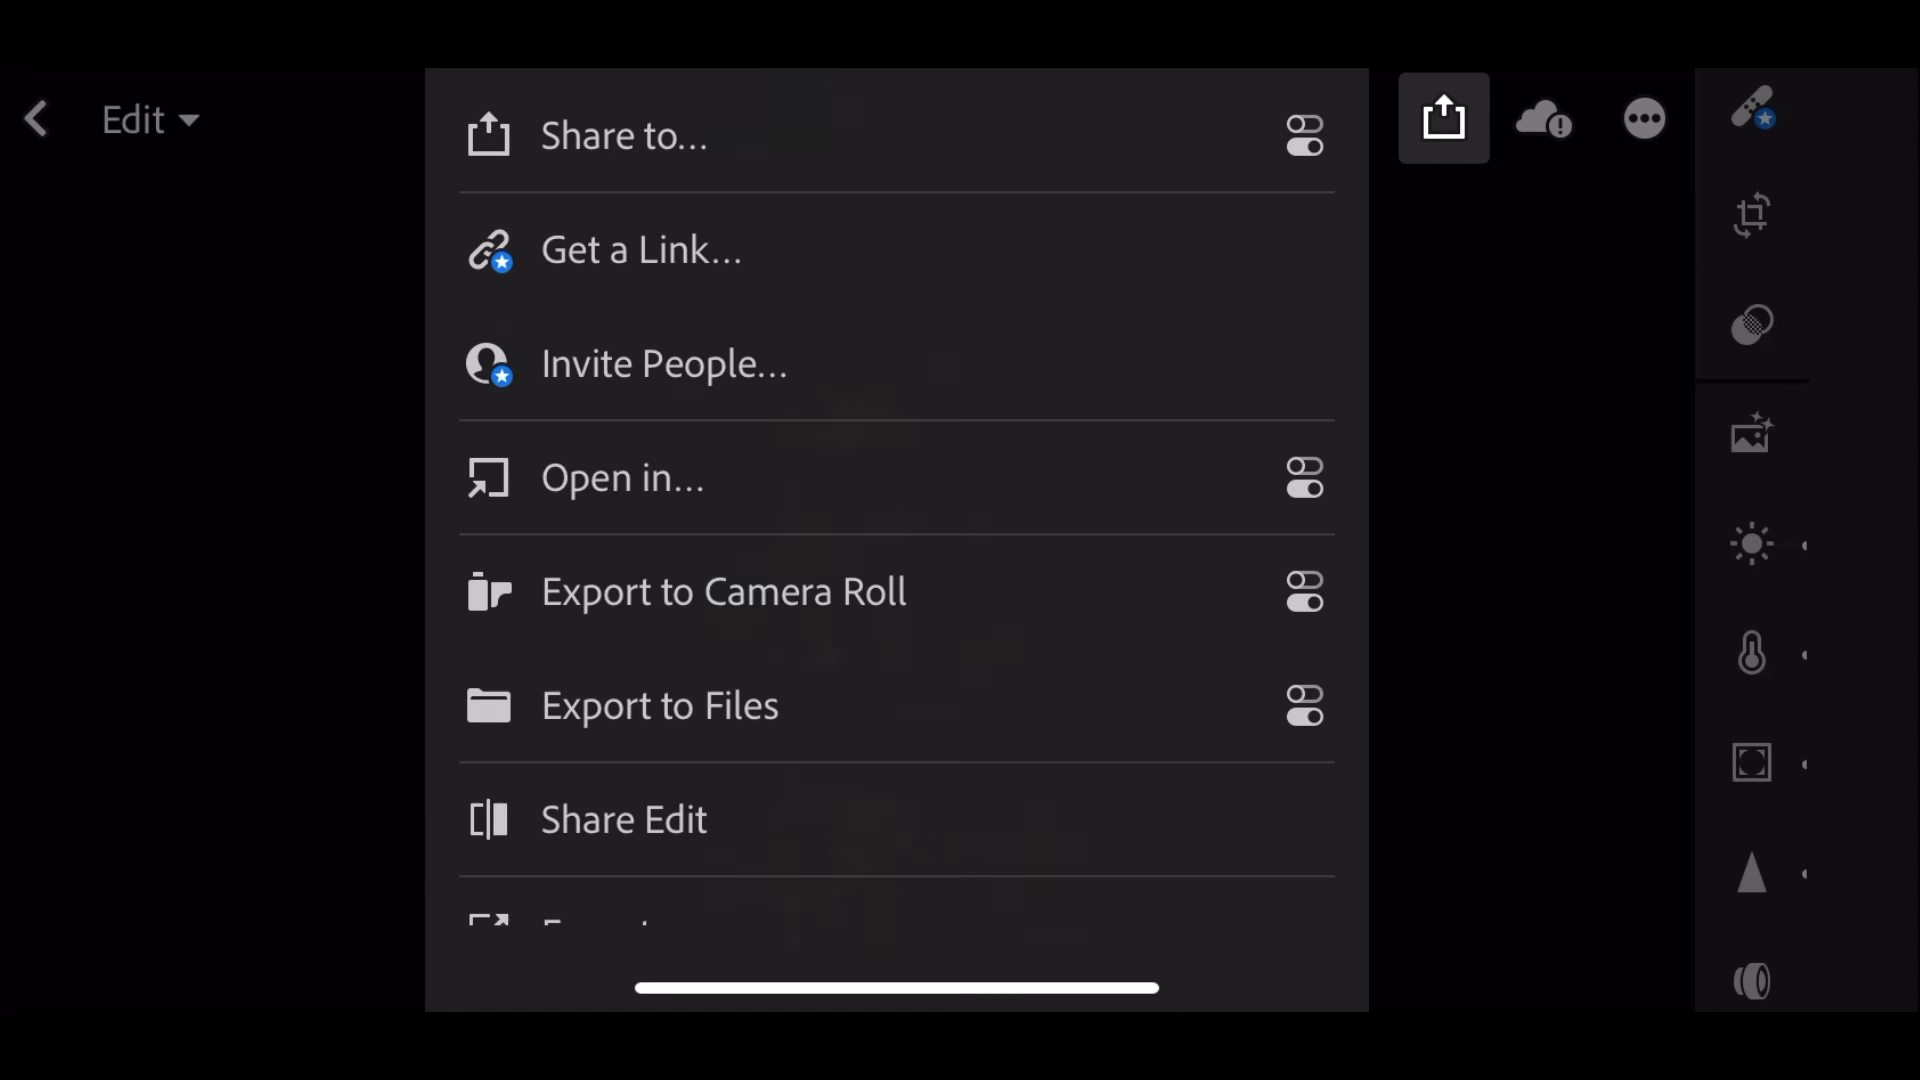 Edit
Share to...
Get a Link...
Invite People...
Open in...
Export to Camera Roll
Export to Files
Share Edit